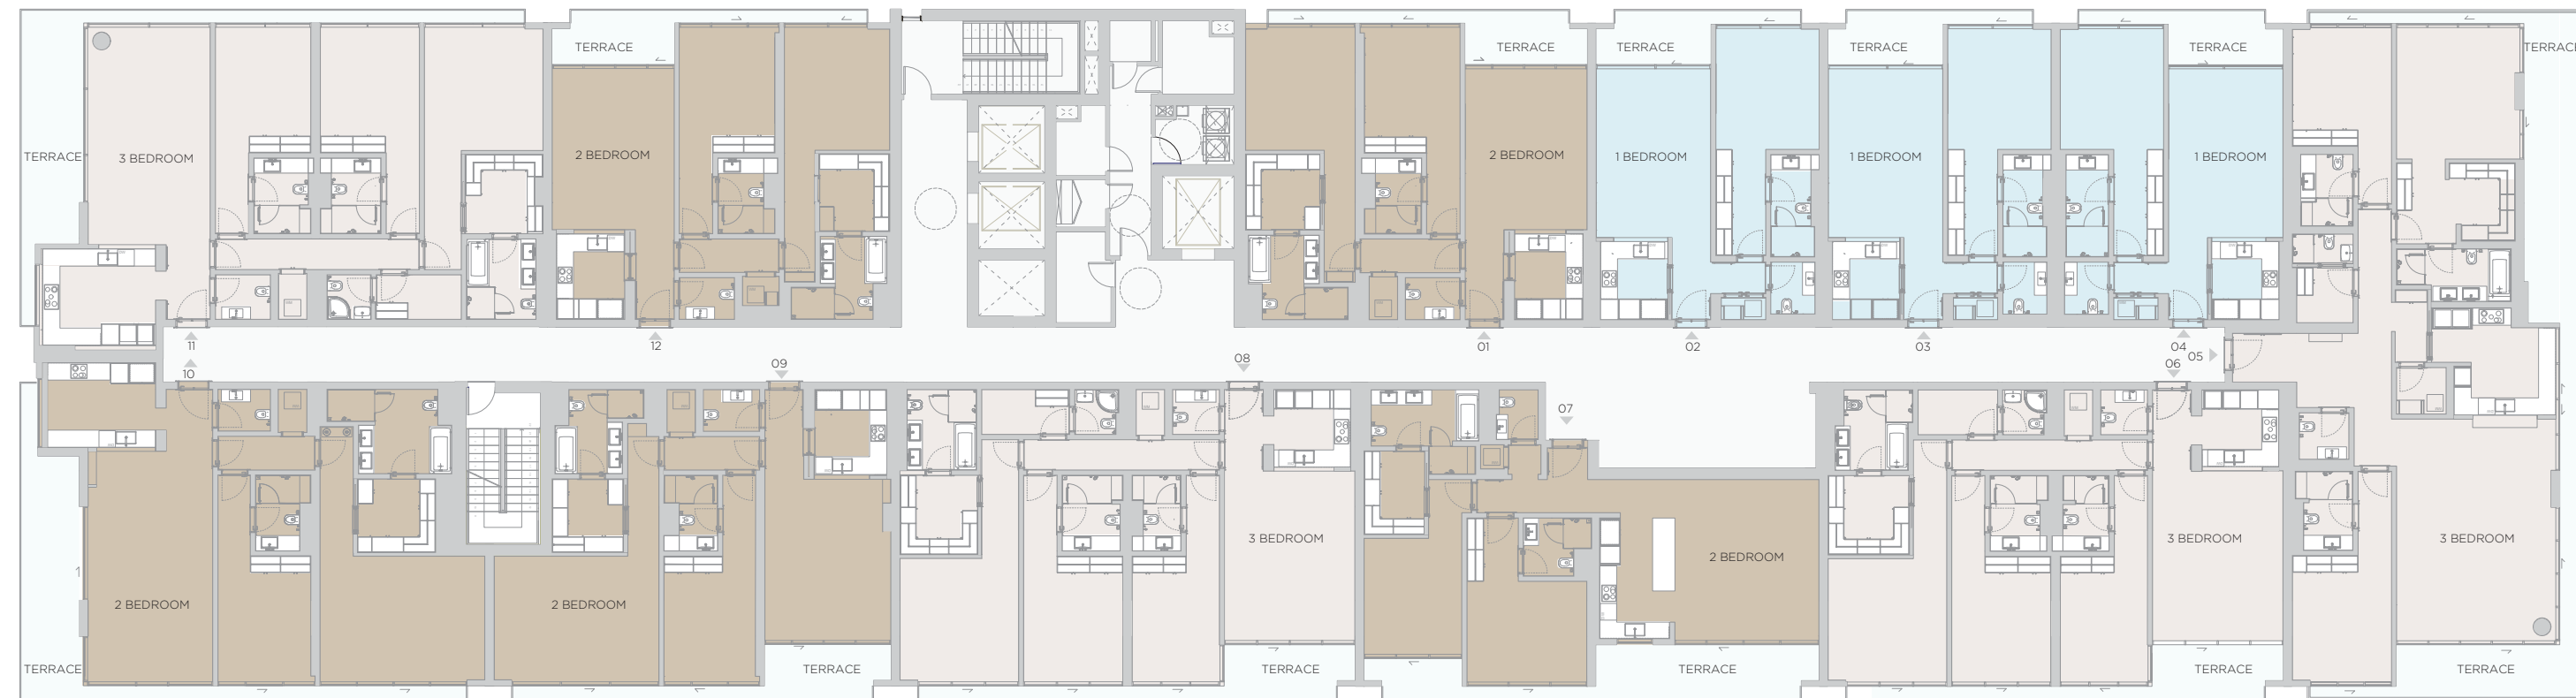 TERRACE
TERRACE
TERRACE
TERRACE
TERRACE
TERRAC
TERRACE
3 BEDROOM
2 BEDROOM
2 BEDROOM
1 BEDROOM
1 BEDROOM
1 BEDROOM
11
12
01
02
03
04
05
10
09
08
07
06
2 BEDROOM
2 BEDROOM
3 BEDROOM
2 BEDROOM
3 BEDROOM
3 BEDROOM
TERRACE
TERRACE
TERRACE
TERRACE
TERRACE
TERRACE